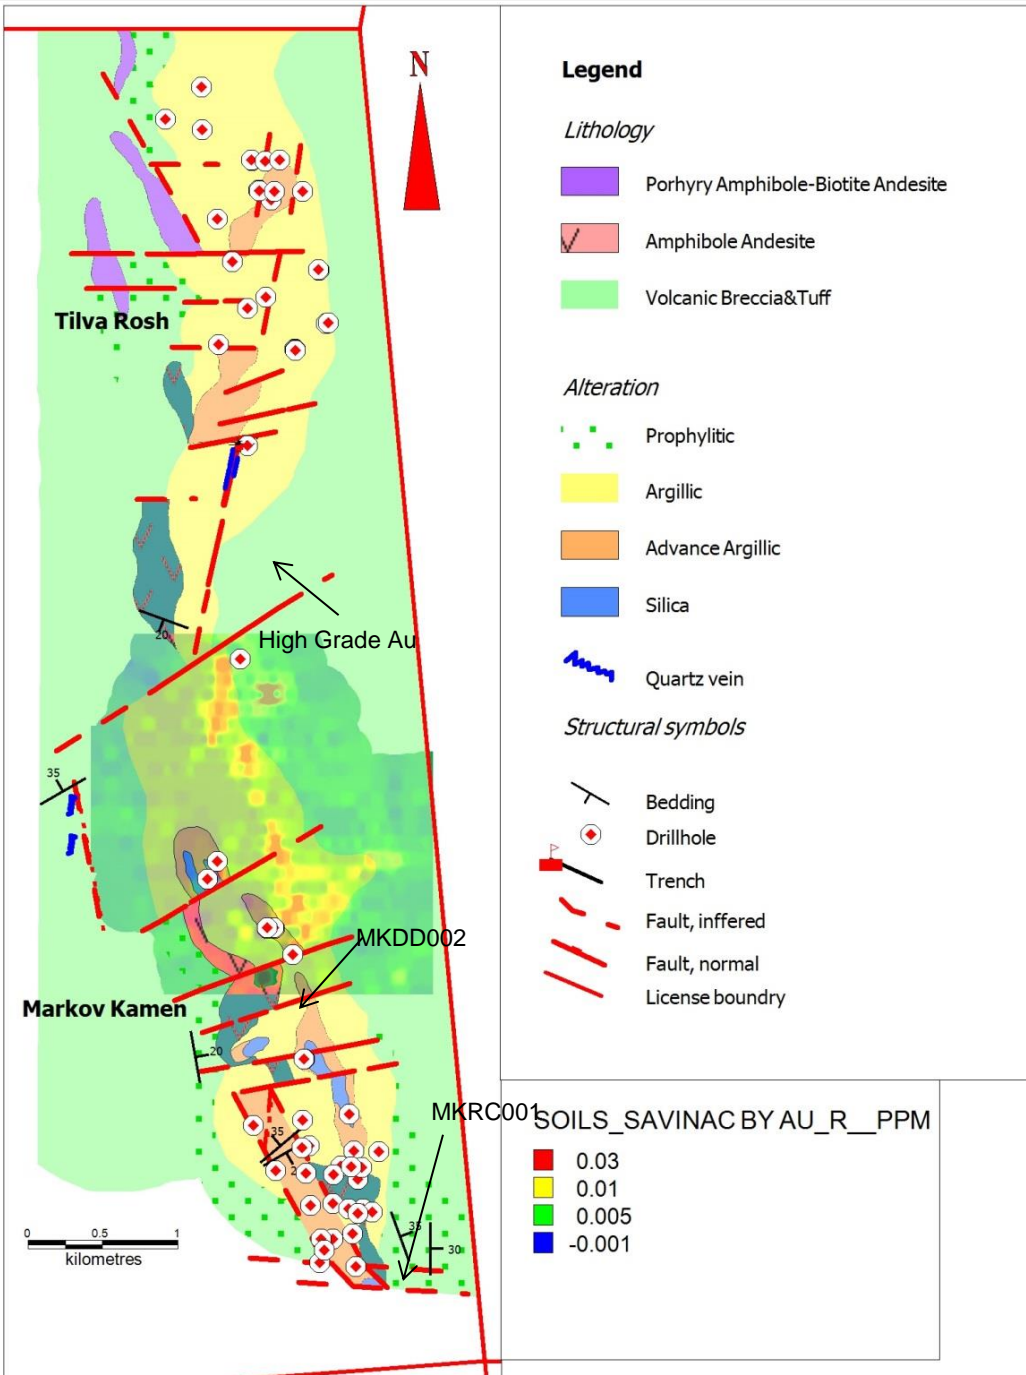 N
Tilva Rosh
20
High Grade Au
35
MKDD002
Markov Kamen
20
MKRC001
35
2
35
30
0 0.5 1
kilometres
Legend
Lithology
Porhyry Amphibole-Biotite Andesite
Amphibole Andesite
Volcanic Breccia&Tuff
Alteration
Prophylitic
Argillic
Advance Argillic
Silica
Quartz vein
Structural symbols
Bedding
Drillhole
Trench
Fault, inffered
Fault, normal
License boundry
SOILS_SAVINAC BY AU_R__PPM
0.03
0.01
0.005
-0.001